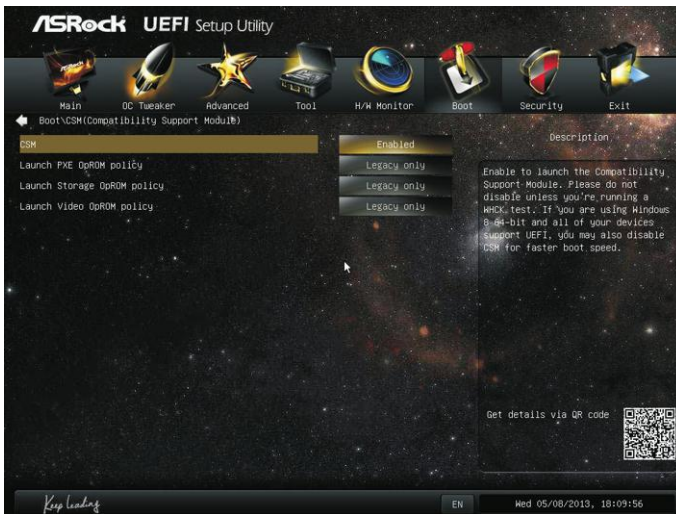 ASRock UEFI Setup Utility
Main
OC Tweaker
Advanced
Tool
H/W Monitor
Boot
Security
Exit
Boot\CSM(Compatibility Support Module)
CSM
Enabled
Launch PXE OpROM policy
Legacy only
Launch Storage OpROM policy
Legacy only
Launch Video OpROM policy
Legacy only
Description
Enable to launch the Compatibility
Support Module. Please do not
disable unless you're running a
WHCK test. If you are using Windows
8 64-bit and all of your devices
support UEFI, you may also disable
CSM for faster boot speed.
Get details via QR code
Keep Leading
EN
Wed 05/08/2013, 18:09:56